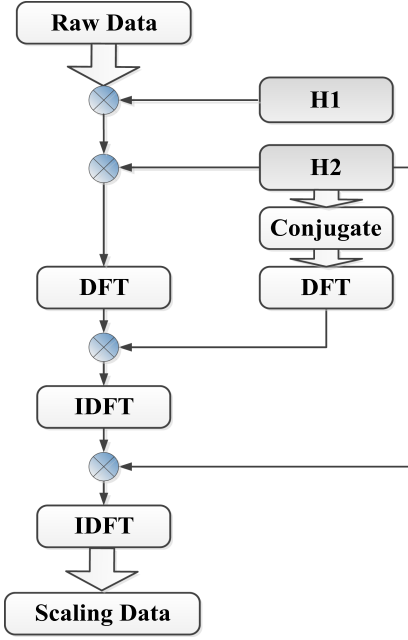 Raw Data
H1
H2
Conjugate
DFT
DFT
IDFT
IDFT
Scaling Data